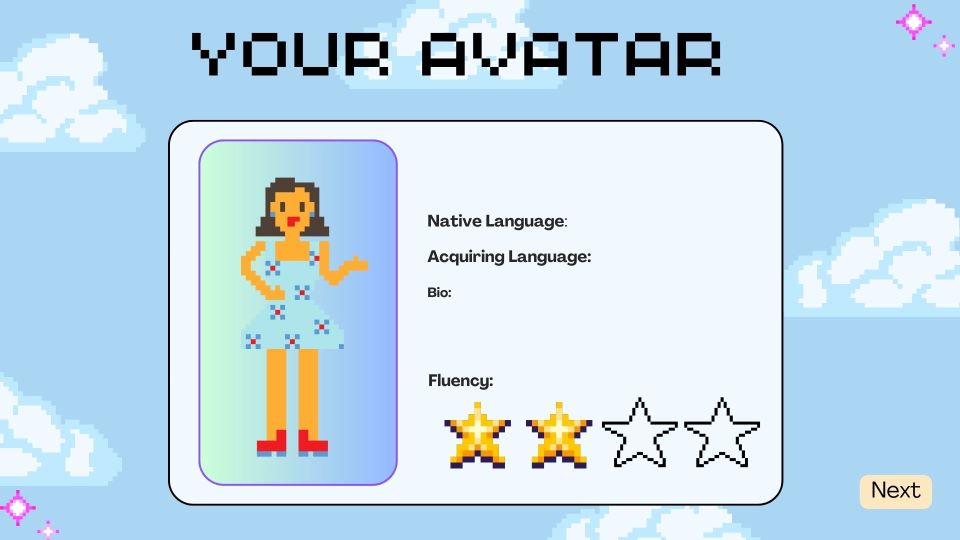 YOUR AVATAR
Native Language:
Acquiring Language:
Bio:
Fluency:
Next